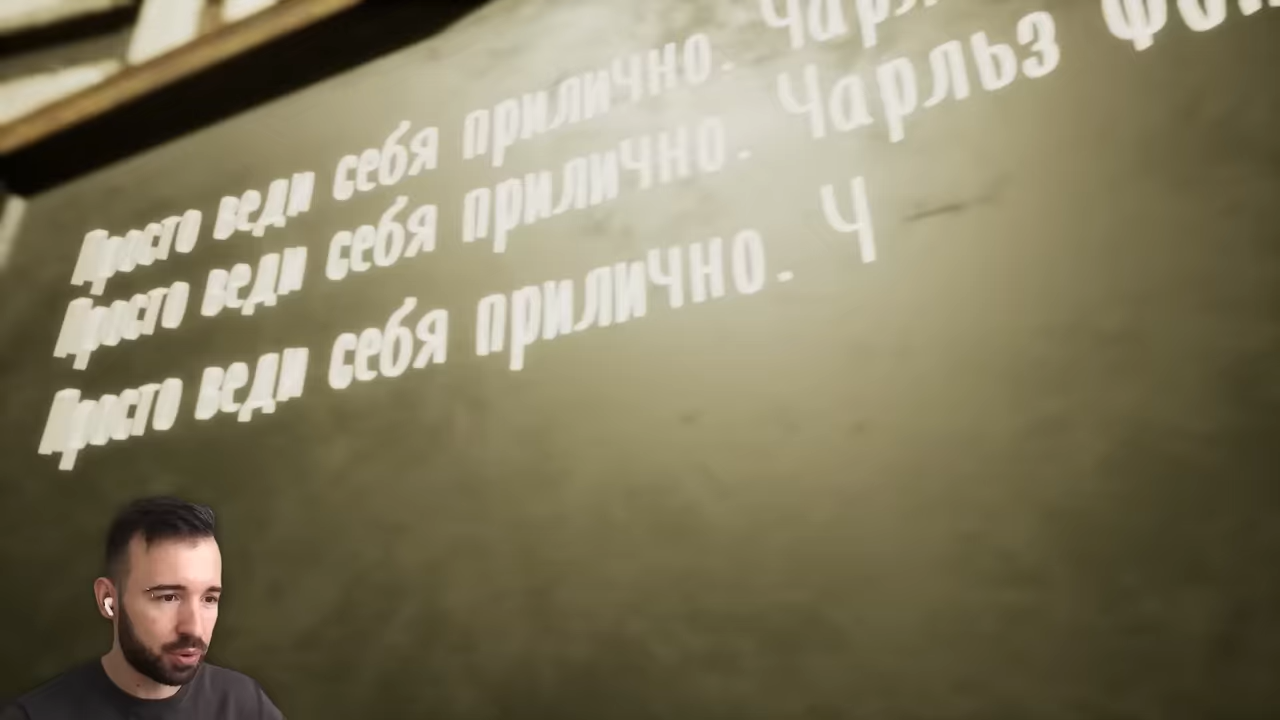 Просто веди себя прилично.
Просто веди себя прилично. Чарльз
Просто веди себя прилично. Ч